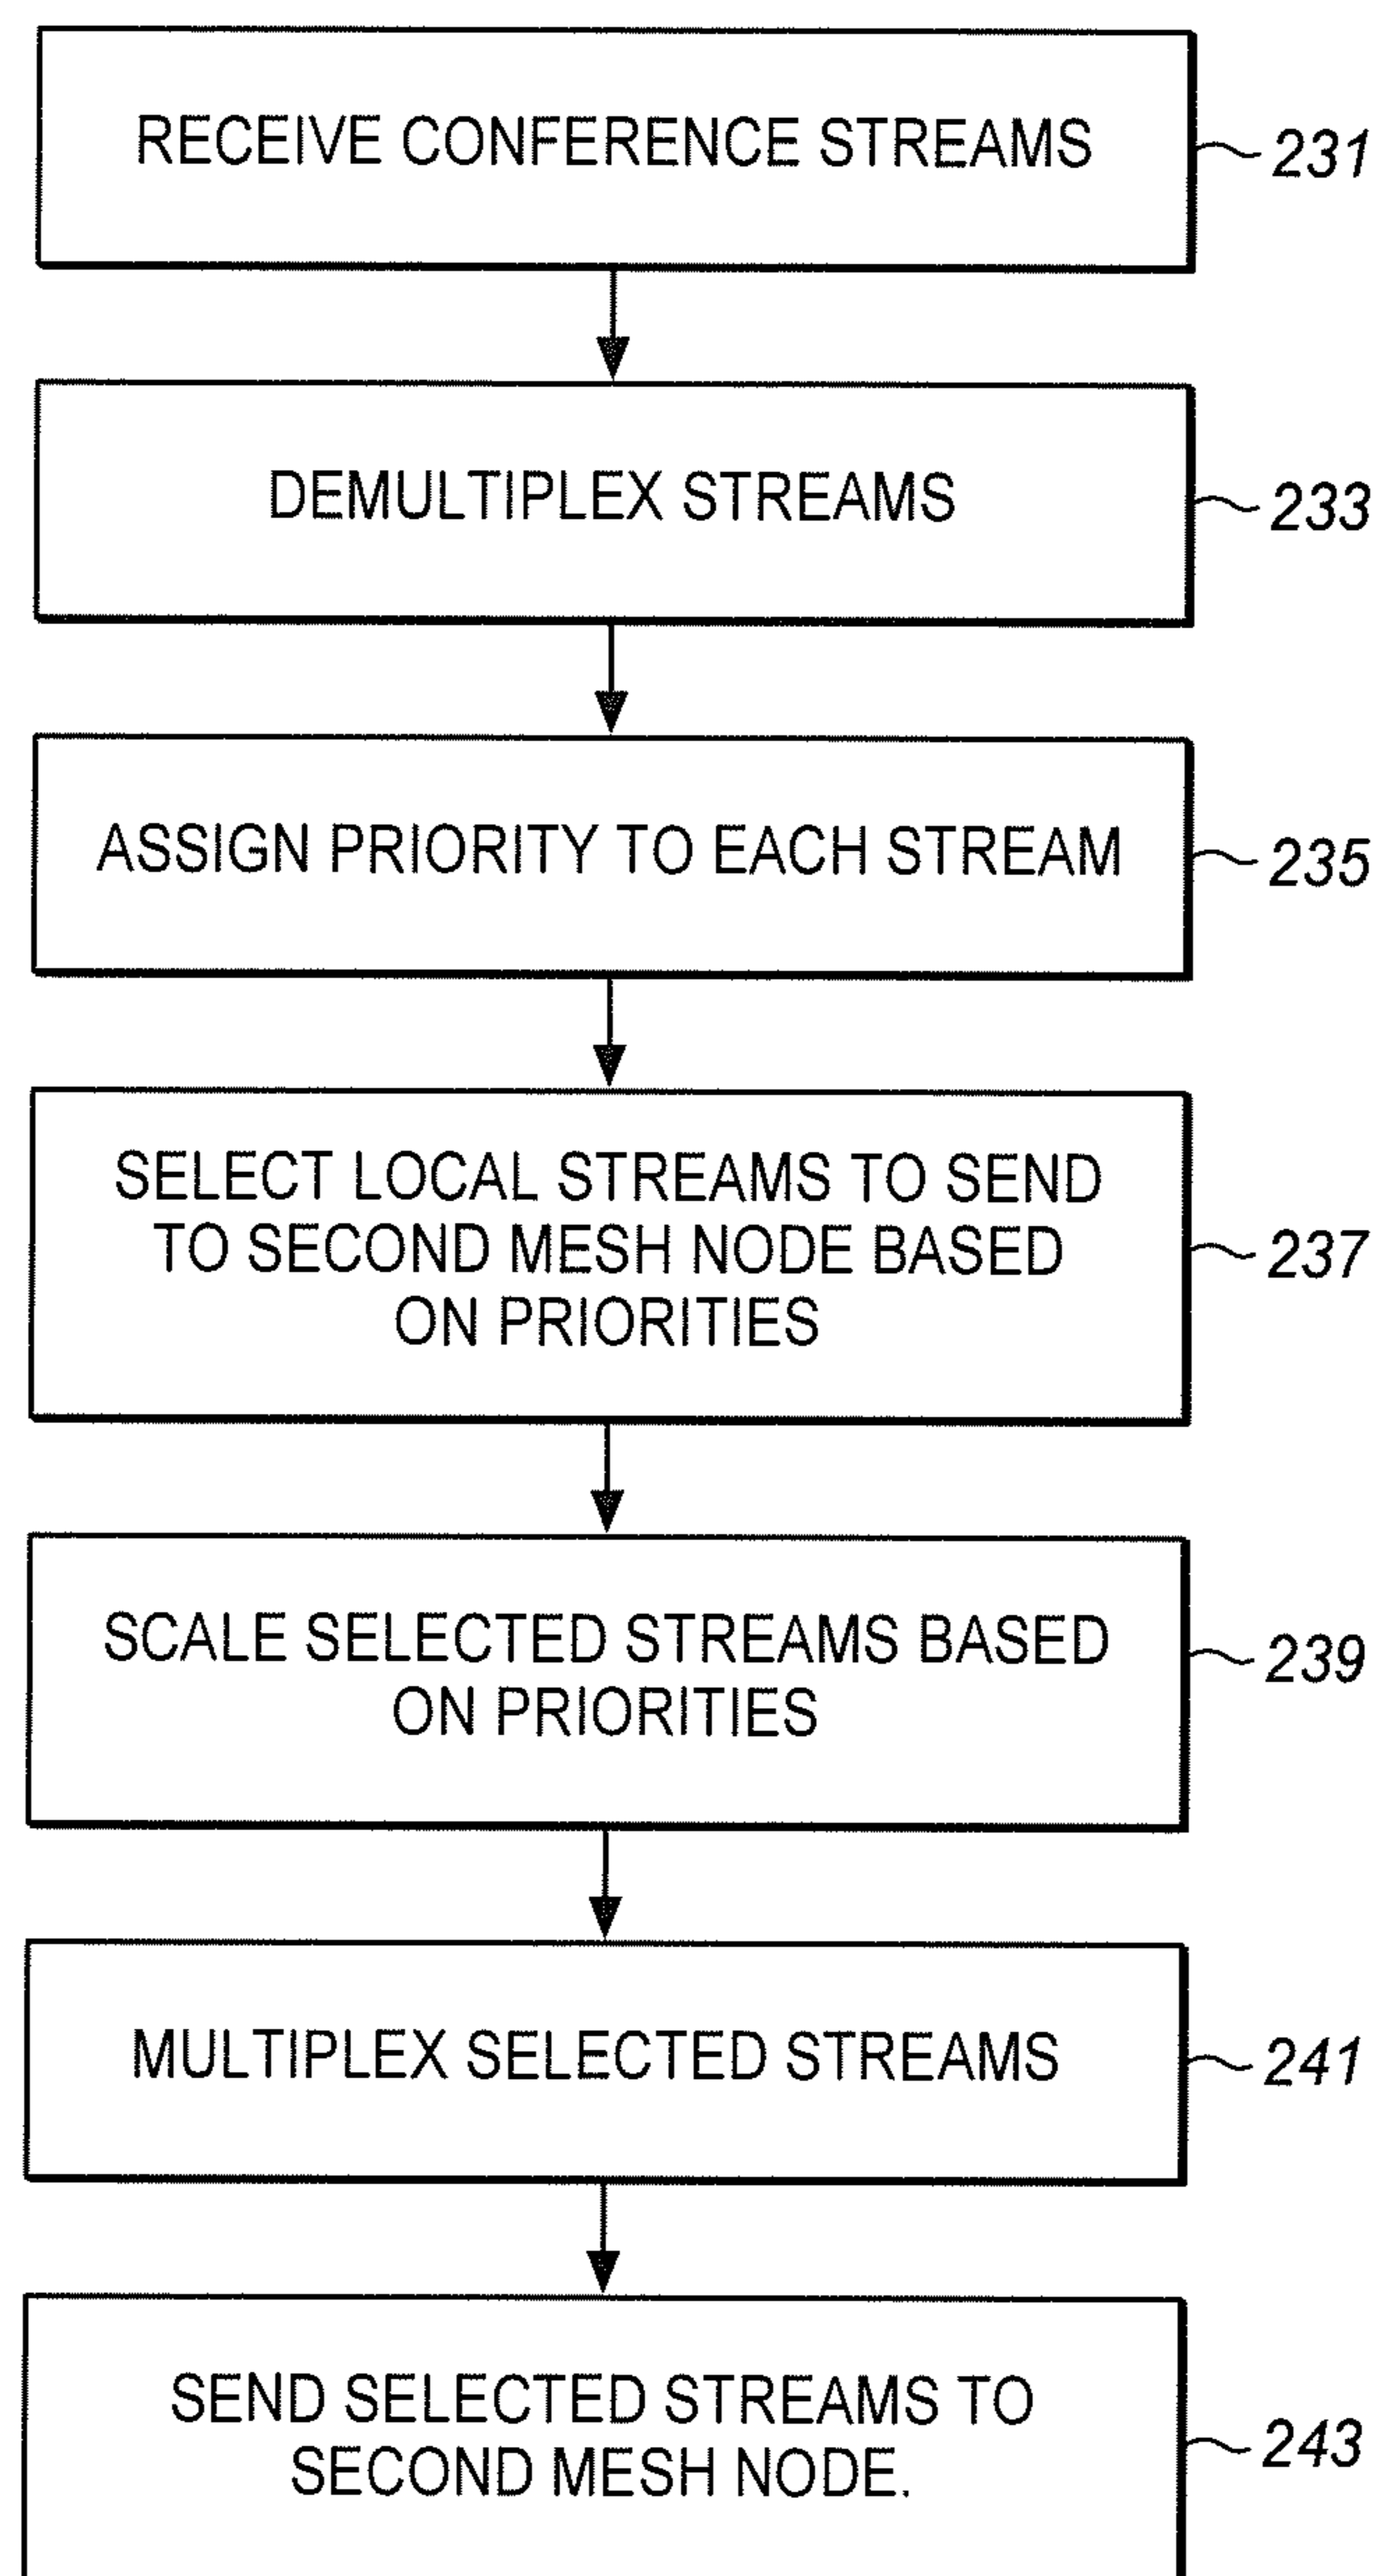 RECEIVE CONFERENCE STREAMS
231
DEMULTIPLEX STREAMS
233
ASSIGN PRIORITY TO EACH STREAM
235
SELECT LOCAL STREAMS TO SEND
TO SECOND MESH NODE BASED
ON PRIORITIES
237
SCALE SELECTED STREAMS BASED
ON PRIORITIES
239
MULTIPLEX SELECTED STREAMS
241
SEND SELECTED STREAMS TO
SECOND MESH NODE.
243